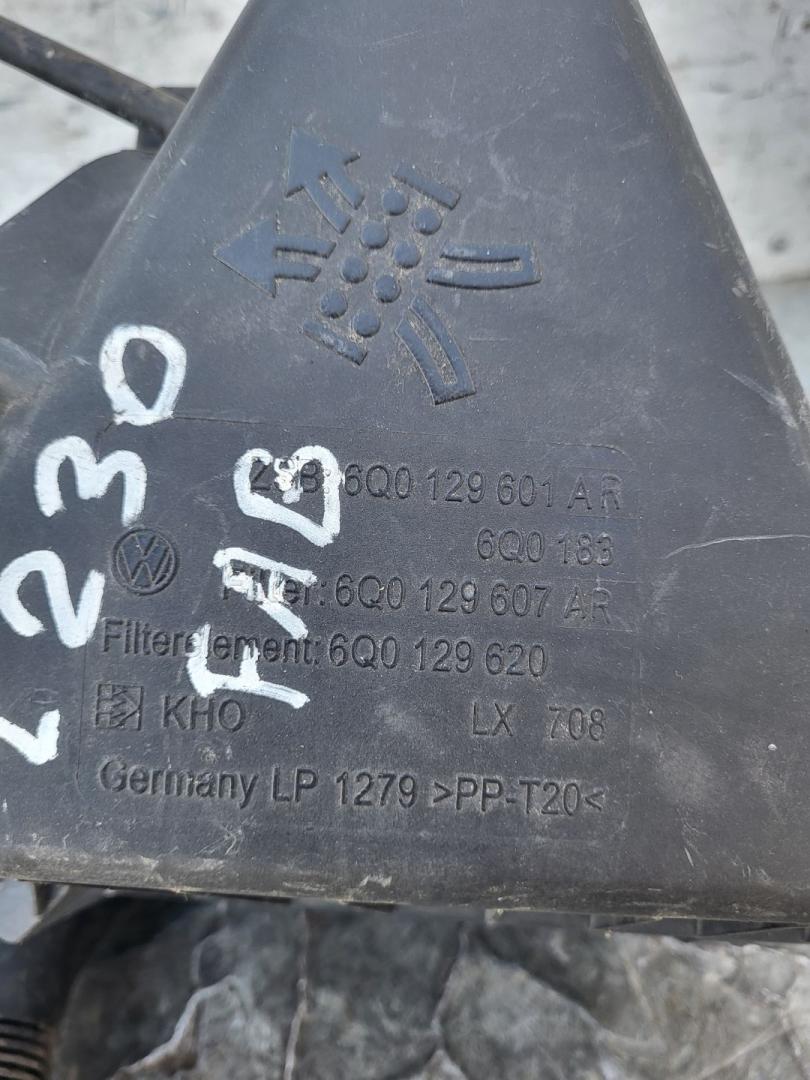 230
FAB
ZSB: 6Q0 129 601 AR
6Q0 183
Filter: 6Q0 129 607 AR
Filterelement: 6Q0 129 620
KHO LX 708
Germany LP 1279 >PP-T20<